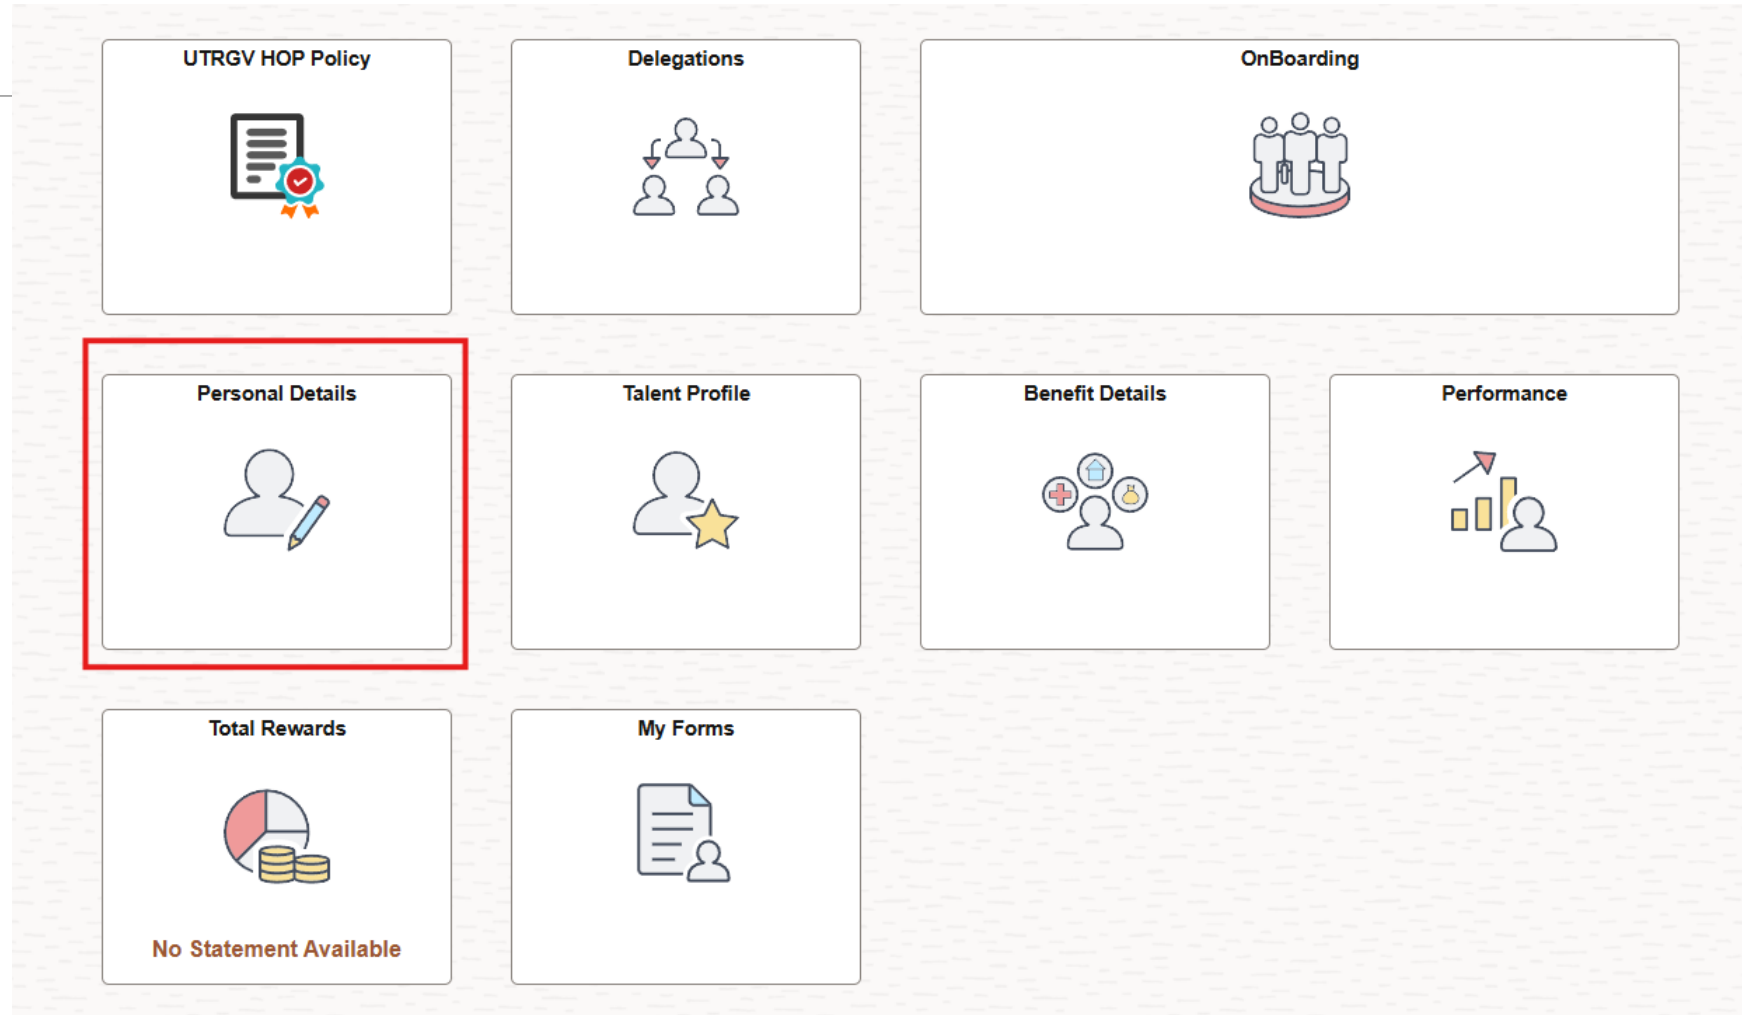 UTRGV HOP Policy
Delegations
OnBoarding
Personal Details
Talent Profile
Benefit Details
Performance
Total Rewards
No Statement Available
My Forms